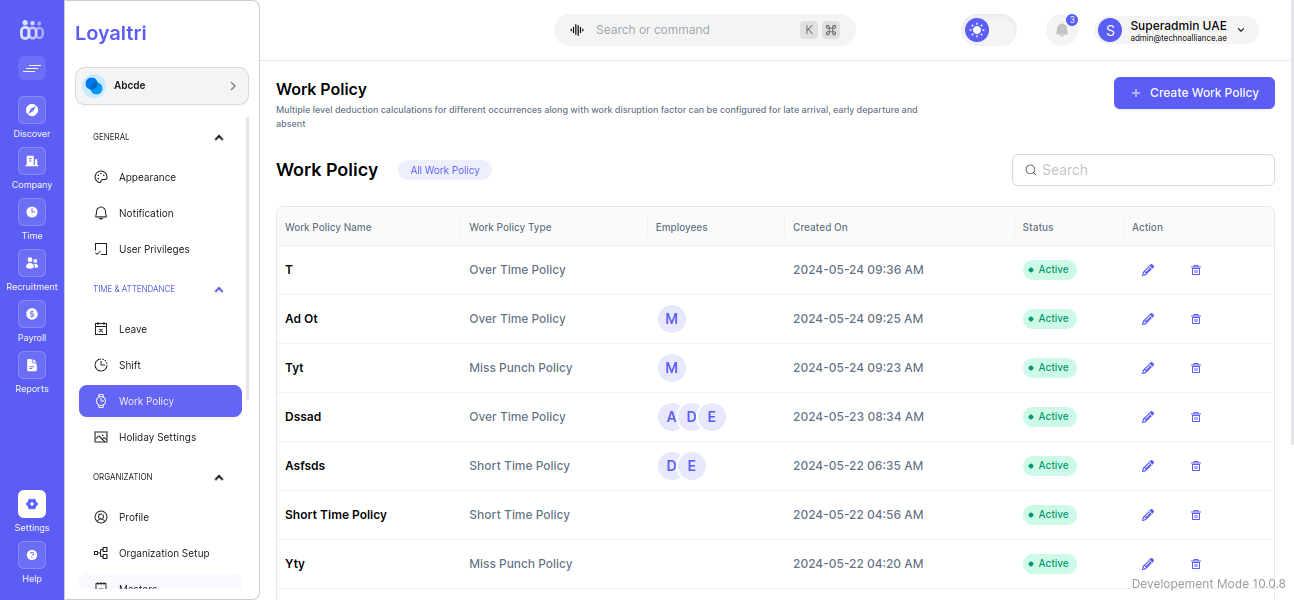 Loyaltri
Search or command
K ⌘
3
S
Superadmin UAE
admin@technoalliance.ae
Discover
Company
Time
Recruitment
Payroll
Reports
Settings
Help
Abcde
GENERAL
Appearance
Notification
User Privileges
TIME & ATTENDANCE
Leave
Shift
Work Policy
Holiday Settings
ORGANIZATION
Profile
Organization Setup
Masters
Work Policy
Multiple level deduction calculations for different occurrences along with work disruption factor can be configured for late arrival, early departure and
absent
+ Create Work Policy
Work Policy
All Work Policy
Search
Work Policy Name Work Policy Type Employees Created On Status Action
T Over Time Policy 2024-05-24 09:36 AM Active
Ad Ot Over Time Policy M 2024-05-24 09:25 AM Active
Tyt Miss Punch Policy M 2024-05-24 09:23 AM Active
Dssad Over Time Policy A D E 2024-05-23 08:34 AM Active
Asfsds Short Time Policy D E 2024-05-22 06:35 AM Active
Short Time Policy Short Time Policy 2024-05-22 04:56 AM Active
Yty Miss Punch Policy 2024-05-22 04:20 AM Active
Developement Mode 10.0.8